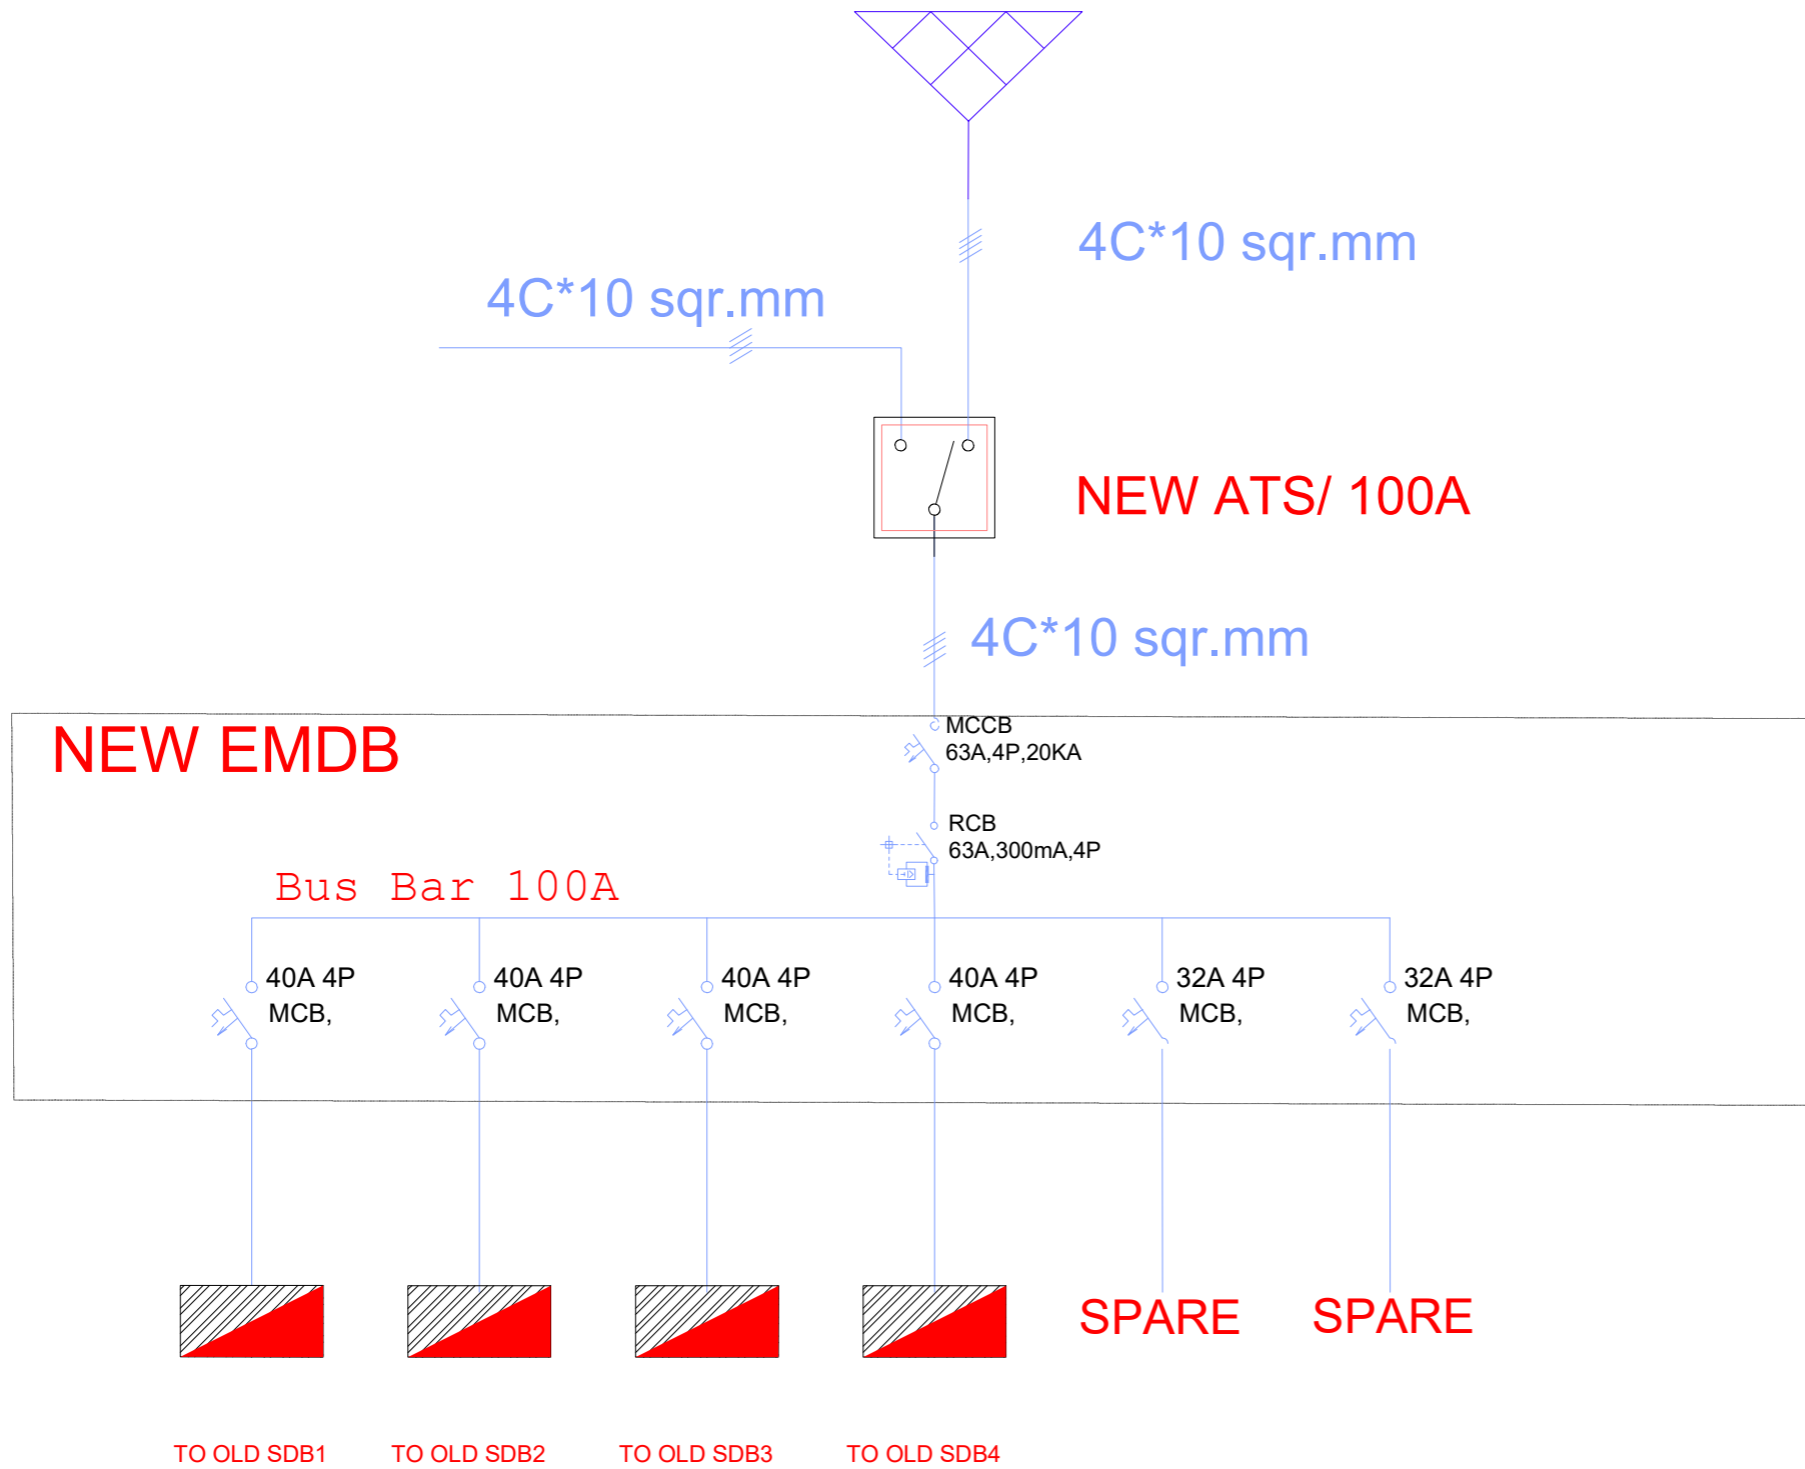 4C*10 sqr.mm
4C*10 sqr.mm
NEW ATS/ 100A
4C*10 sqr.mm
NEW EMDB
MCCB
63A,4P,20KA
RCB
63A,300mA,4P
Bus Bar 100A
40A 4P
MCB,
40A 4P
MCB,
40A 4P
MCB,
40A 4P
MCB,
32A 4P
MCB,
32A 4P
MCB,
SPARE
SPARE
TO OLD SDB1
TO OLD SDB2
TO OLD SDB3
TO OLD SDB4